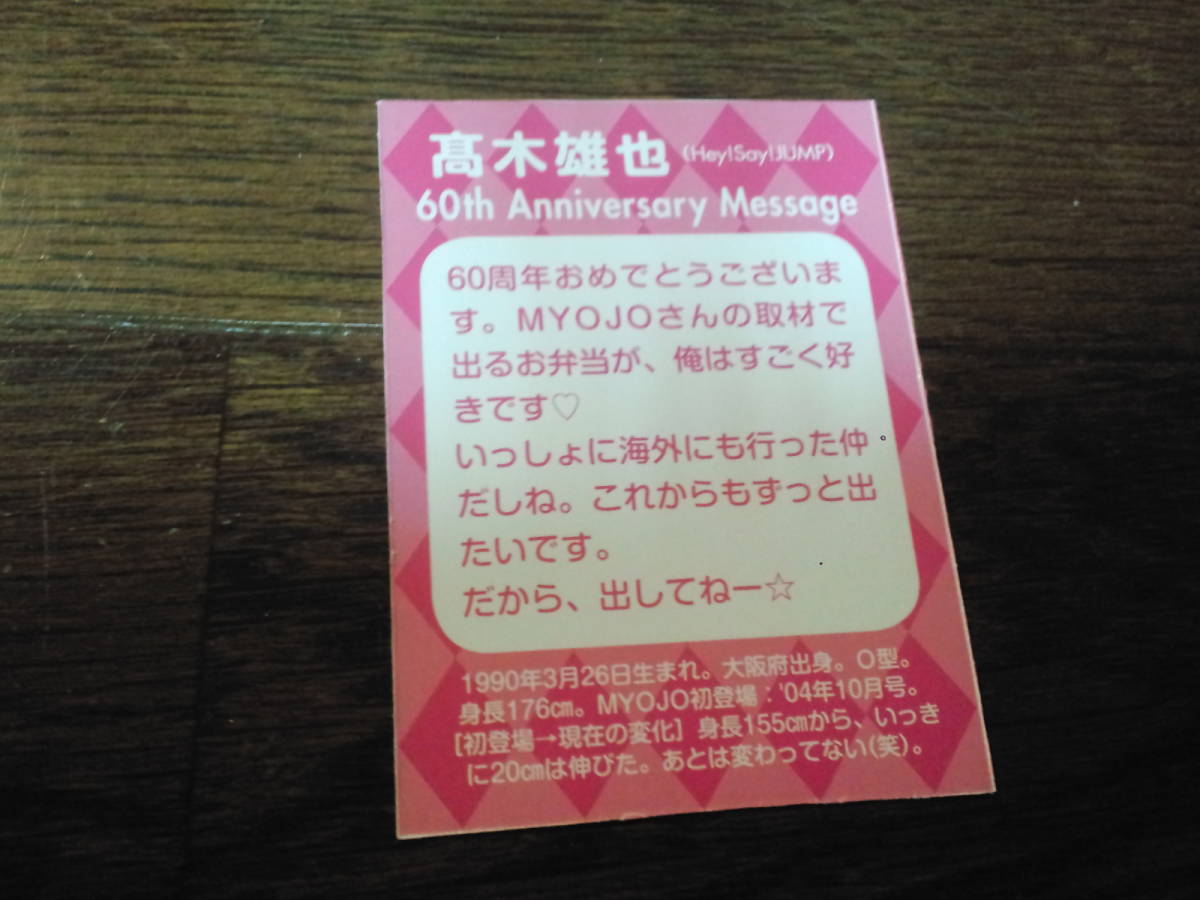 髙木雄也 (Hey!Say!JUMP)
60th Anniversary Message
60周年おめでとうございま
す。MYOJOさんの取材で
出るお弁当が、俺はすごく好
きです♡
いっしょに海外にも行った仲
だしね。これからもずっと出
たいです。
だから、出してねー☆
1990年3月26日生まれ。大阪府出身。O型。
身長176cm。MYOJO初登場：'04年10月号。
[初登場→現在の変化] 身長155cmから、いっき
に20cmは伸びた。あとは変わってない(笑)。